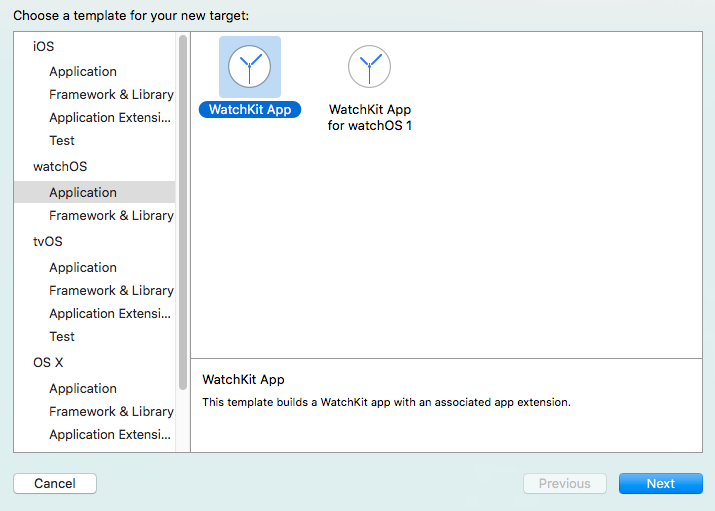 Choose a template for your new target:
iOS
Application
Framework & Library
Application Extensi...
Test
watchOS
Application
Framework & Library
tvOS
Application
Framework & Library
Application Extensi...
Test
OS X
Application
Framework & Library
Application Extensi...
WatchKit App
WatchKit App
for watchOS 1
WatchKit App
This template builds a WatchKit app with an associated app extension.
Cancel
Previous
Next